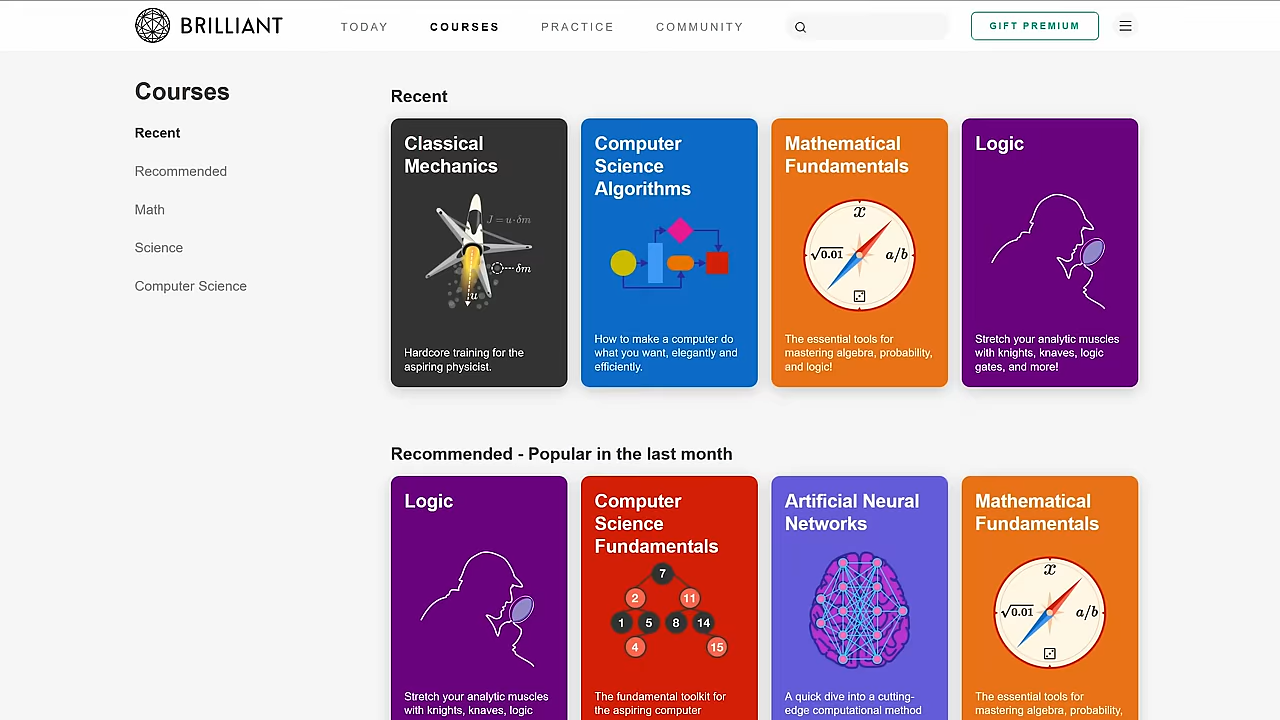 BRILLIANT
TODAY
COURSES
PRACTICE
COMMUNITY
GIFT PREMIUM
Courses
Recent
Recommended
Math
Science
Computer Science
Recent
Classical
Mechanics
J = u·δm
δm
u
Hardcore training for the
aspiring physicist.
Computer
Science
Algorithms
How to make a computer do
what you want, elegantly and
efficiently.
Mathematical
Fundamentals
x
√0.01
a/b
The essential tools for
mastering algebra, probability,
and logic!
Logic
Stretch your analytic muscles
with knights, knaves, logic
gates, and more!
Recommended - Popular in the last month
Logic
Stretch your analytic muscles
with knights, knaves, logic
Computer
Science
Fundamentals
7
2
11
1
5
8
14
4
15
The fundamental toolkit for
the aspiring computer
Artificial Neural
Networks
A quick dive into a cutting-
edge computational method
Mathematical
Fundamentals
x
√0.01
a/b
The essential tools for
mastering algebra, probability,